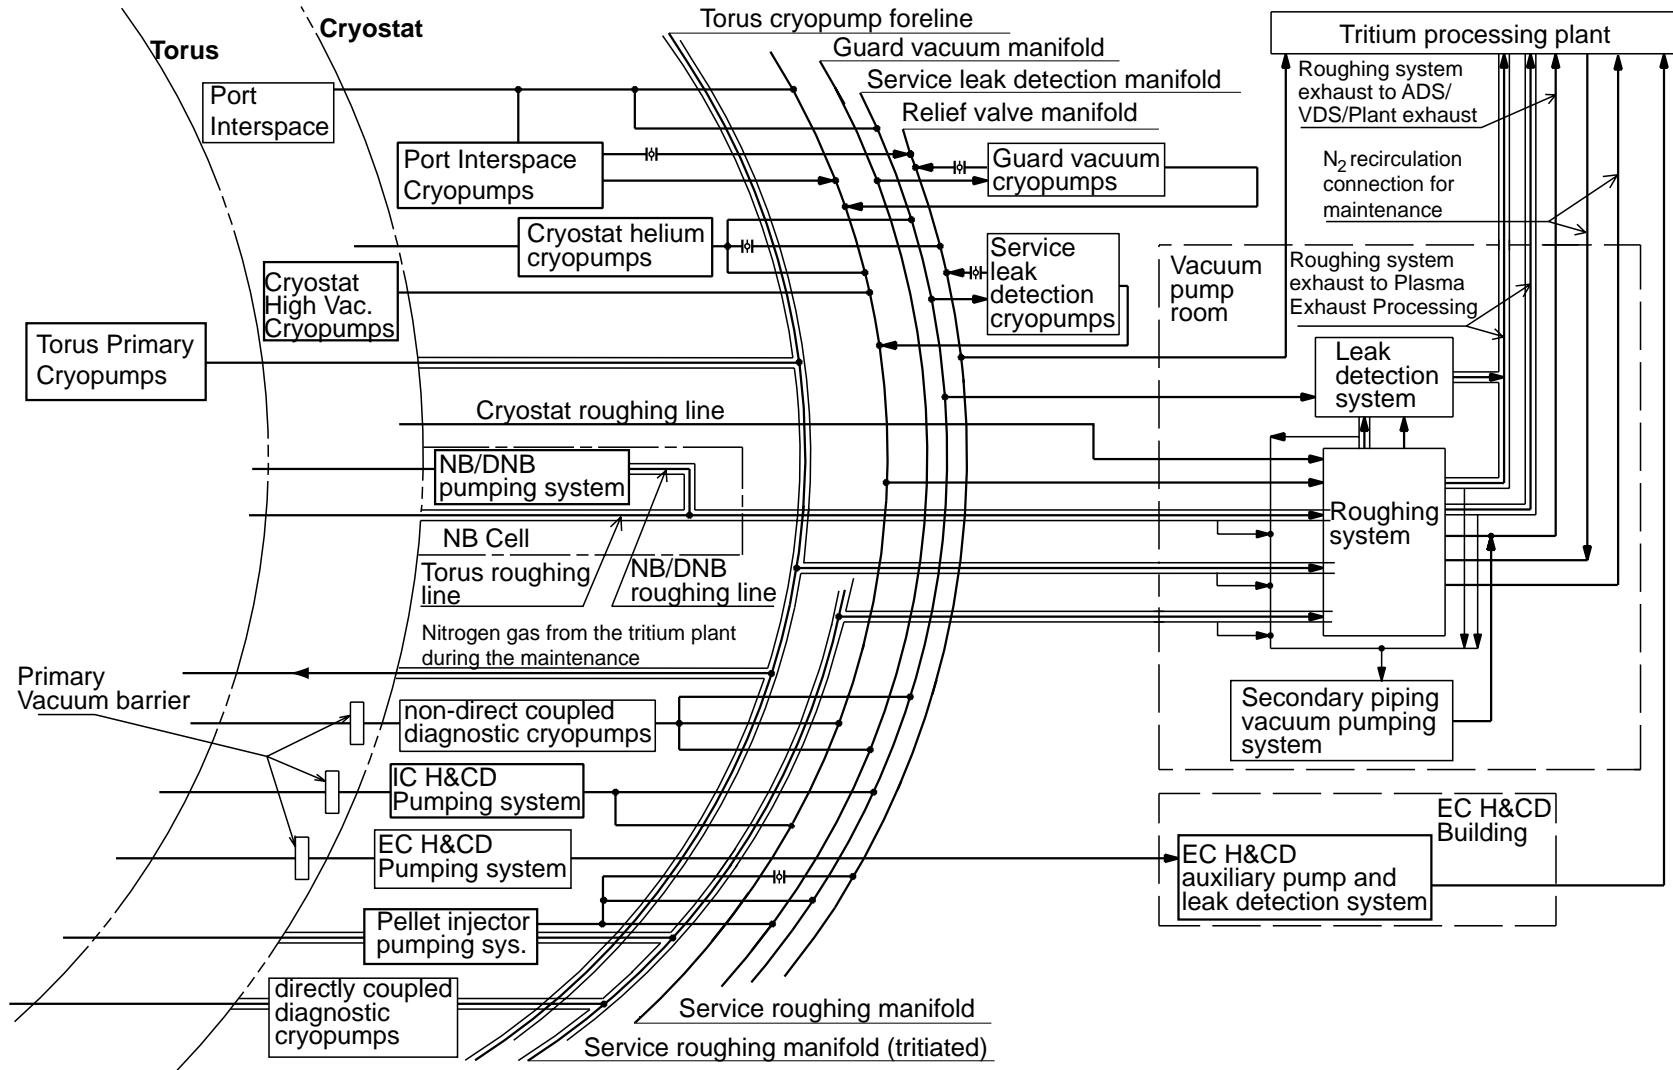 Torus
Cryostat
Torus cryopump foreline
Guard vacuum manifold
Service leak detection manifold
Relief valve manifold
Tritium processing plant
Port
Interspace
Port Interspace
Cryopumps
Guard vacuum
cryopumps
Roughing system
exhaust to ADS/
VDS/Plant exhaust
N2 recirculation
connection for
maintenance
Cryostat helium
cryopumps
Service
leak
detection
cryopumps
Vacuum
pump
room
Roughing system
exhaust to Plasma
Exhaust Processing
Cryostat
High Vac.
Cryopumps
Torus Primary
Cryopumps
Leak
detection
system
Cryostat roughing line
NB/DNB
pumping system
NB Cell
Torus roughing
line
NB/DNB
roughing line
Roughing
system
Nitrogen gas from the tritium plant
during the maintenance
Primary
Vacuum barrier
non-direct coupled
diagnostic cryopumps
Secondary piping
vacuum pumping
system
IC H&CD
Pumping system
EC H&CD
Pumping system
EC H&CD
Building
EC H&CD
auxiliary pump and
leak detection system
Pellet injector
pumping sys.
directly coupled
diagnostic
cryopumps
Service roughing manifold
Service roughing manifold (tritiated)